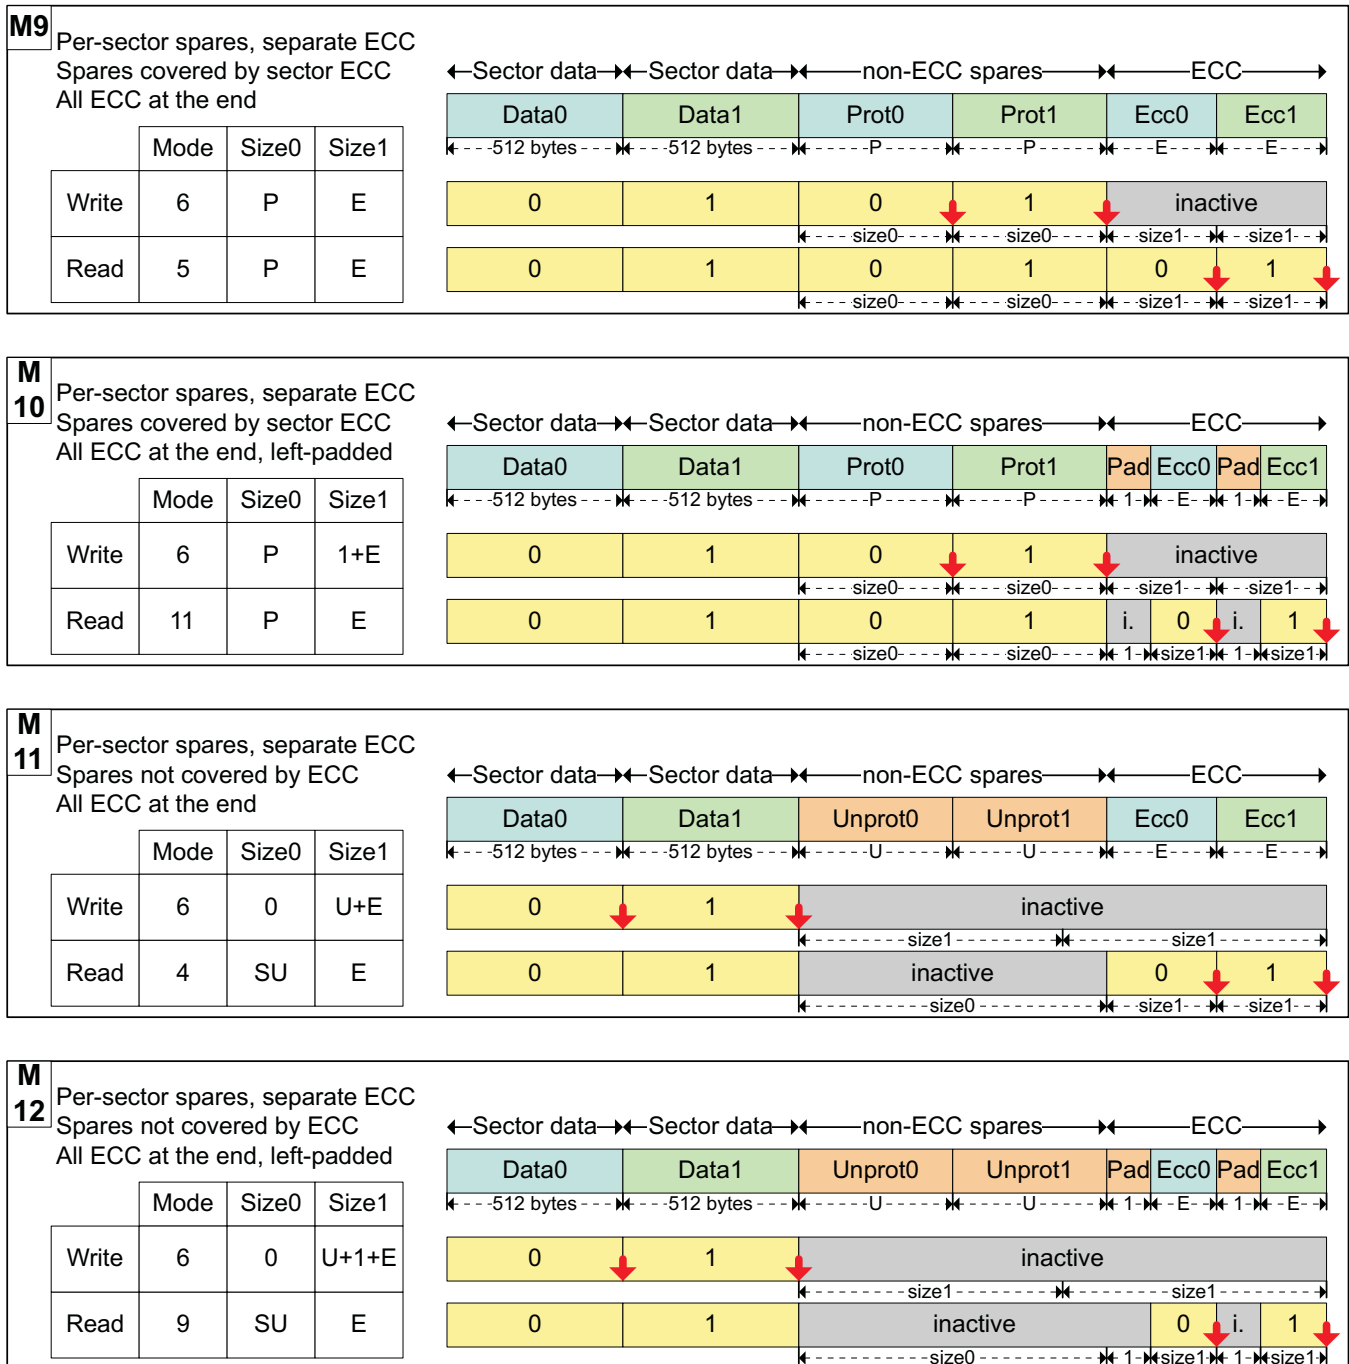 M9
Per-sector spares, separate ECC
Spares covered by sector ECC
All ECC at the end
Sector data Sector data non-ECC spares ECC
Data0 Data1 Prot0 Prot1 Ecc0 Ecc1
512 bytes 512 bytes P P E E
Mode Size0 Size1
Write 6 P E
0 1 0 1 inactive
size0 size0 size1 size1
Read 5 P E
0 1 0 1 0 1
size0 size0 size1 size1
M
10
Per-sector spares, separate ECC
Spares covered by sector ECC
All ECC at the end, left-padded
Sector data Sector data non-ECC spares ECC
Data0 Data1 Prot0 Prot1 Pad Ecc0 Pad Ecc1
512 bytes 512 bytes P P 1 E 1 E
Mode Size0 Size1
Write 6 P 1+E
0 1 0 1 inactive
size0 size0 size1 size1
Read 11 P E
0 1 0 1 i. 0 i. 1
size0 size0 1 size1 1 size1
M
11
Per-sector spares, separate ECC
Spares not covered by ECC
All ECC at the end
Sector data Sector data non-ECC spares ECC
Data0 Data1 Unprot0 Unprot1 Ecc0 Ecc1
512 bytes 512 bytes U U E E
Mode Size0 Size1
Write 6 0 U+E
0 1 inactive
size1 size1
Read 4 SU E
0 1 inactive 0 1
size0 size1 size1
M
12
Per-sector spares, separate ECC
Spares not covered by ECC
All ECC at the end, left-padded
Sector data Sector data non-ECC spares ECC
Data0 Data1 Unprot0 Unprot1 Pad Ecc0 Pad Ecc1
512 bytes 512 bytes U U 1 E 1 E
Mode Size0 Size1
Write 6 0 U+1+E
0 1 inactive
size1 size1
Read 9 SU E
0 1 inactive 0 i. 1
size0 1 size1 1 size1